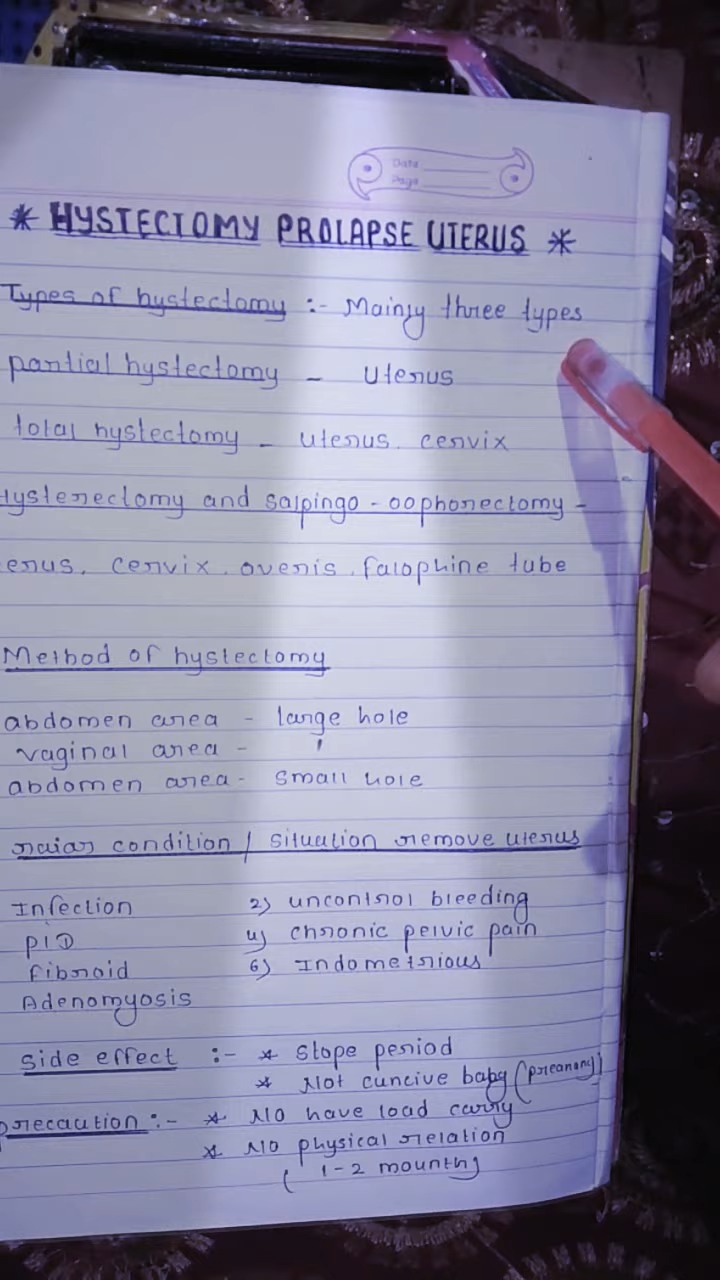 Date
Page
* HYSTECTOMY PROLAPSE UTERUS *
Types of hystectomy :- Mainly three types
partial hystectomy - Uterus
total hystectomy - uterus. cervix
Hysterectomy and salpingo - oophorectomy -
erus. cervix. overis. falophine tube
Method of hystectomy
abdomen area - large hole
vaginal area - '
abdomen area - small hole
condition / situation remove uterus
Infection 2) uncontrol bleeding
PID 4) chronic pelvic pain
Fibroid 6) Indometrious
Adenomyosis
side effect :- * stope period
* Not cuncive baby (preanany)
precaution :- * No have load carry
* No physical relation
( 1-2 mounth)